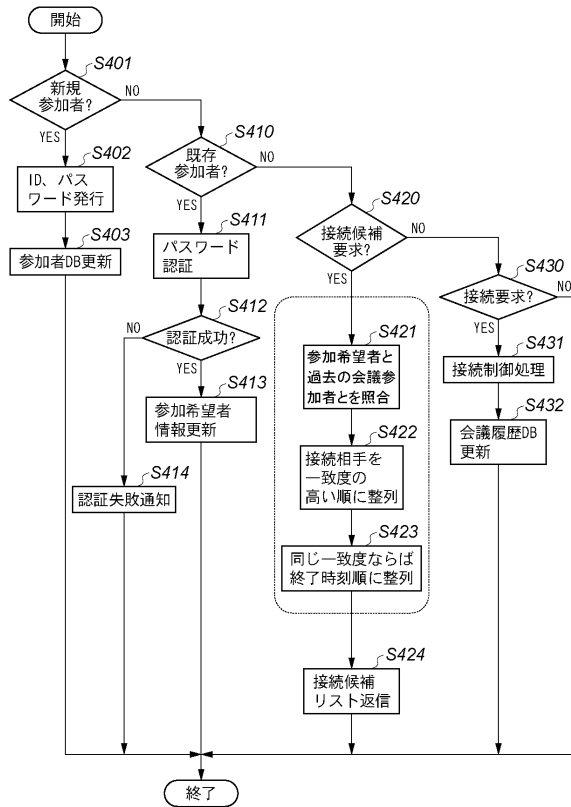 開始
S401
新規
参加者?
NO
YES
S402
ID、パス
ワード発行
S403
参加者DB更新
S410
既存
参加者?
NO
YES
S411
パスワード
認証
S412
認証成功?
NO
YES
S413
参加希望者
情報更新
S414
認証失敗通知
S420
接続候補
要求?
NO
YES
S421
参加希望者と
過去の会議参
加者とを照合
S422
接続相手を
一致度の
高い順に整列
S423
同じ一致度ならば
終了時刻順に整列
S424
接続候補
リスト返信
S430
接続要求?
NO
YES
S431
接続制御処理
S432
会議履歴DB
更新
終了